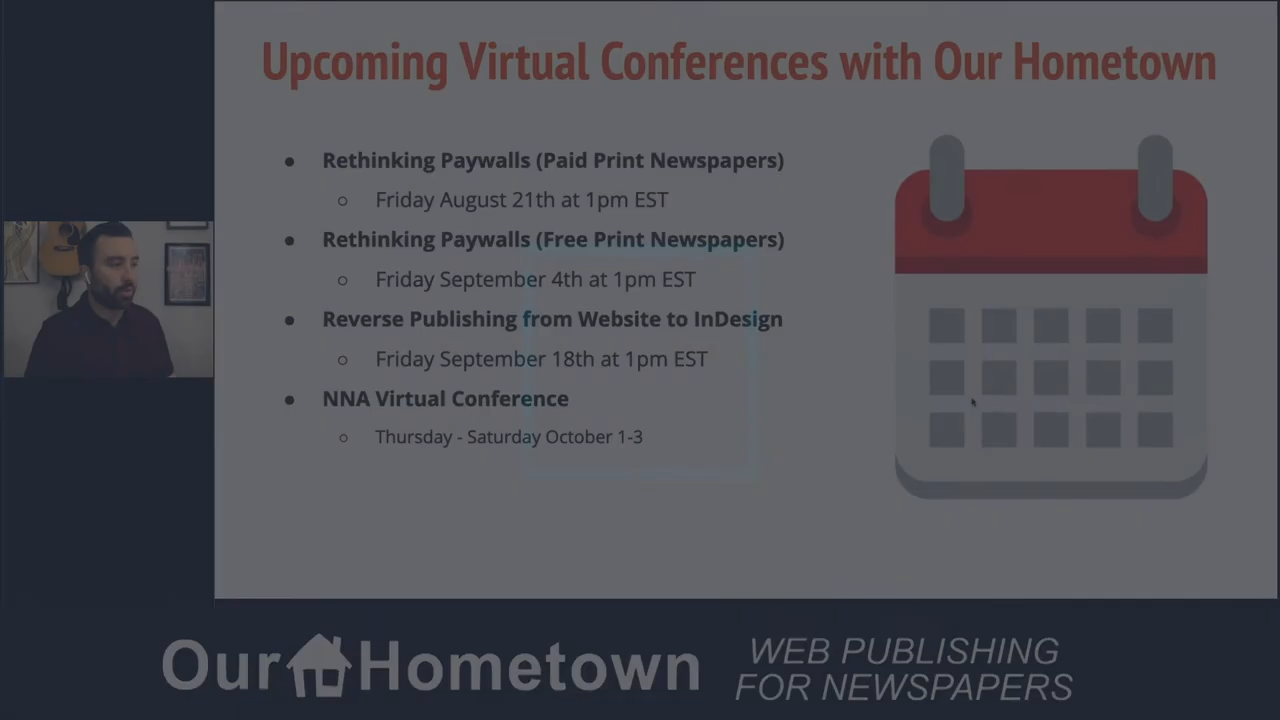 Upcoming Virtual Conferences with Our Hometown
● Rethinking Paywalls (Paid Print Newspapers)
○ Friday August 21th at 1pm EST
● Rethinking Paywalls (Free Print Newspapers)
○ Friday September 4th at 1pm EST
● Reverse Publishing from Website to InDesign
○ Friday September 18th at 1pm EST
● NNA Virtual Conference
○ Thursday - Saturday October 1-3
Our Hometown
WEB PUBLISHING
FOR NEWSPAPERS